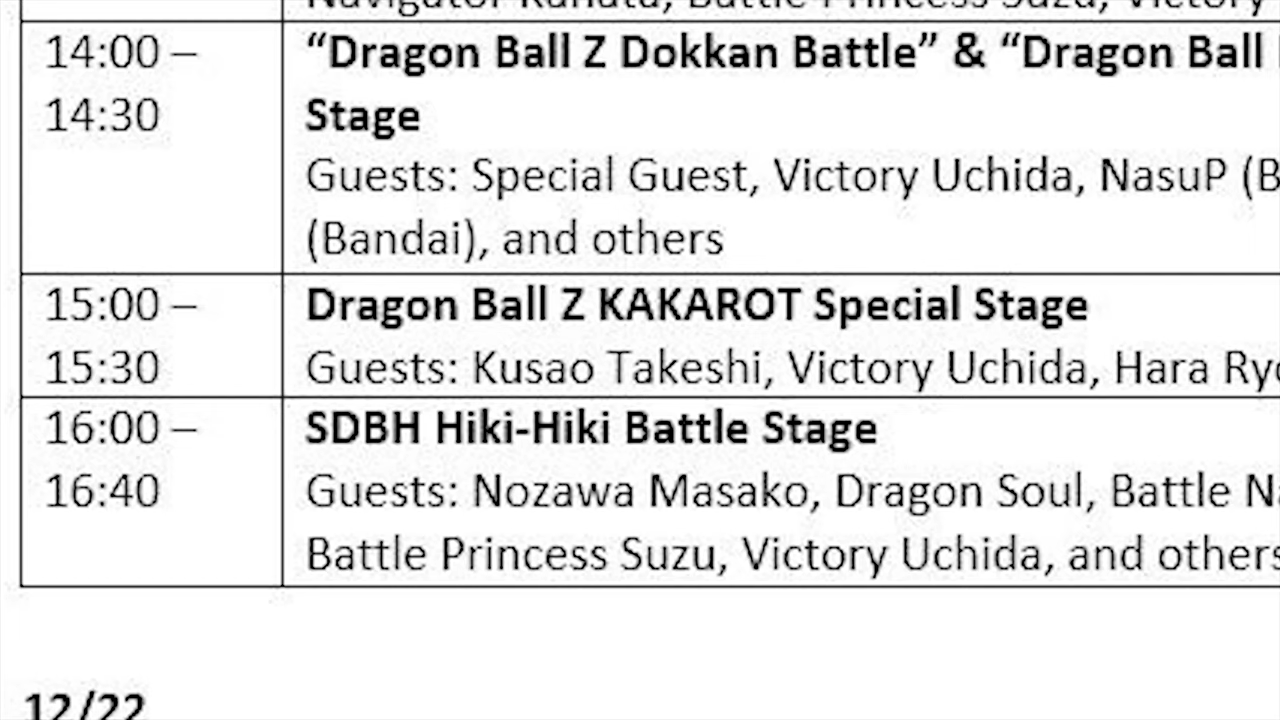 14:00 – “Dragon Ball Z Dokkan Battle” & “Dragon Ball
14:30 Stage
Guests: Special Guest, Victory Uchida, NasuP (B
(Bandai), and others
15:00 – Dragon Ball Z KAKAROT Special Stage
15:30 Guests: Kusao Takeshi, Victory Uchida, Hara Ryo
16:00 – SDBH Hiki-Hiki Battle Stage
16:40 Guests: Nozawa Masako, Dragon Soul, Battle Na
Battle Princess Suzu, Victory Uchida, and others
12/22